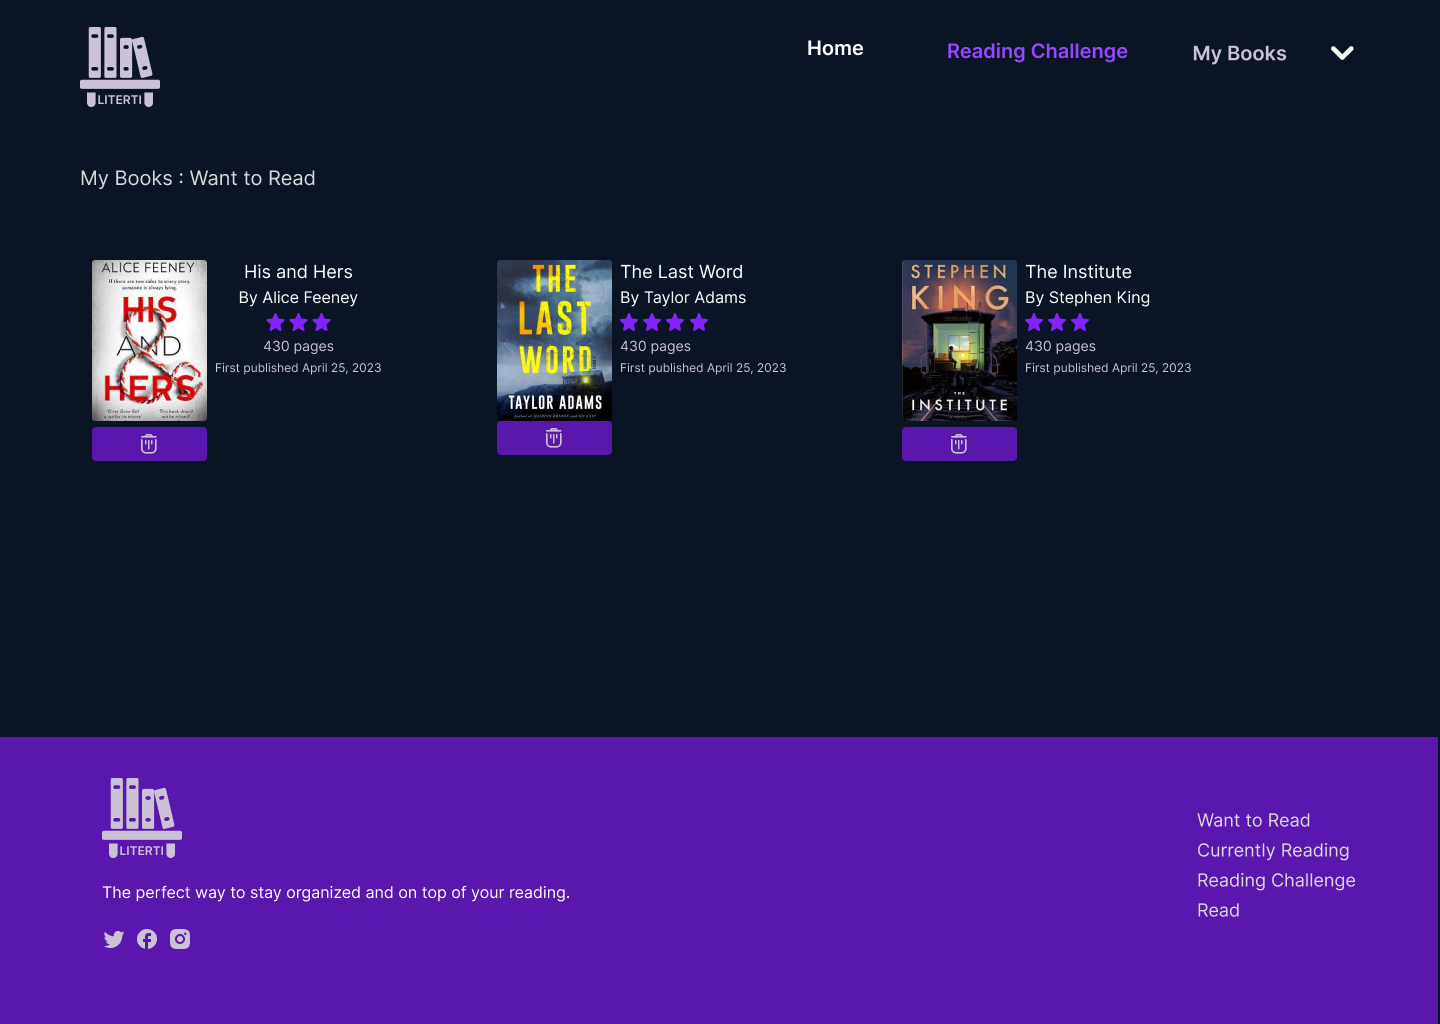 LITERTI
Home
Reading Challenge
My Books
My Books : Want to Read
ALICE FEENEY
If there are two sides to every story,
someone is always lying.
HIS
AND
HERS
His and Hers
By Alice Feeney
430 pages
First published April 25, 2023
THE
LAST
WORD
TAYLOR ADAMS
The Last Word
By Taylor Adams
430 pages
First published April 25, 2023
STEPHEN
KING
THE
INSTITUTE
The Institute
By Stephen King
430 pages
First published April 25, 2023
LITERTI
The perfect way to stay organized and on top of your reading.
Want to Read
Currently Reading
Reading Challenge
Read